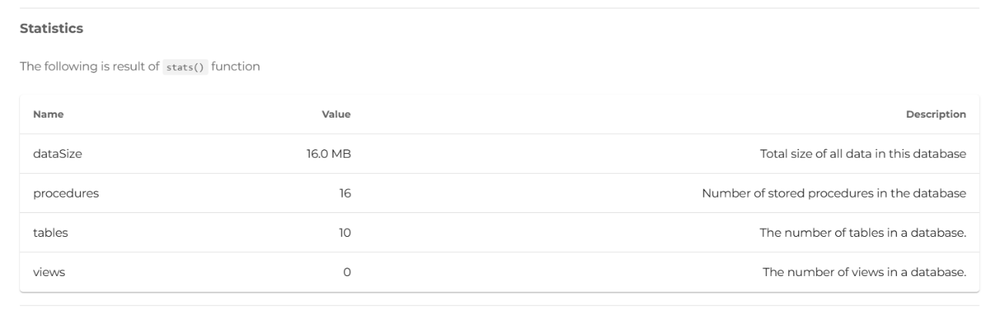 Statistics
The following is result of stats() function
Name Value Description
dataSize 16.0 MB Total size of all data in this database
procedures 16 Number of stored procedures in the database
tables 10 The number of tables in a database.
views 0 The number of views in a database.